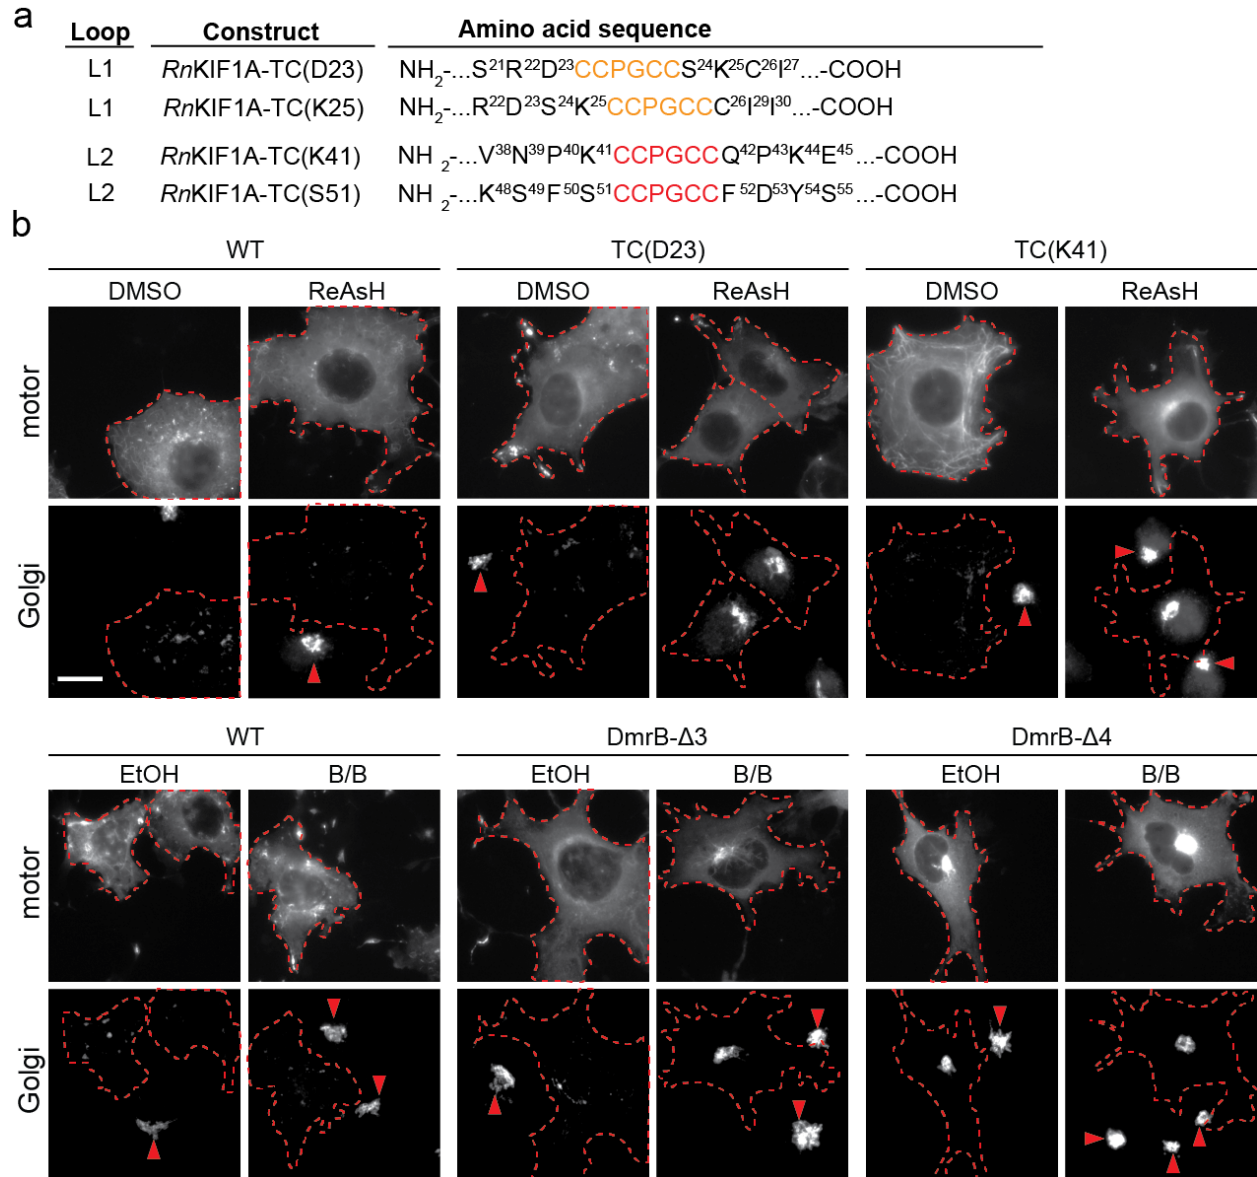 a
Loop Construct Amino acid sequence
L1 RnKIF1A-TC(D23) NH2-...S21R22D23CCPGCCS24K25C26I27...-COOH
L1 RnKIF1A-TC(K25) NH2-...R22D23S24K25CCPGCCC26I29I30...-COOH
L2 RnKIF1A-TC(K41) NH2-...V38N39P40K41CCPGCCQ42P43K44E45...-COOH
L2 RnKIF1A-TC(S51) NH2-...K48S49F50S51CCPGCCF52D53Y54S55...-COOH
b
WT TC(D23) TC(K41)
DMSO ReAsH DMSO ReAsH DMSO ReAsH
motor
Golgi
WT DmrB-Δ3 DmrB-Δ4
EtOH B/B EtOH B/B EtOH B/B
motor
Golgi